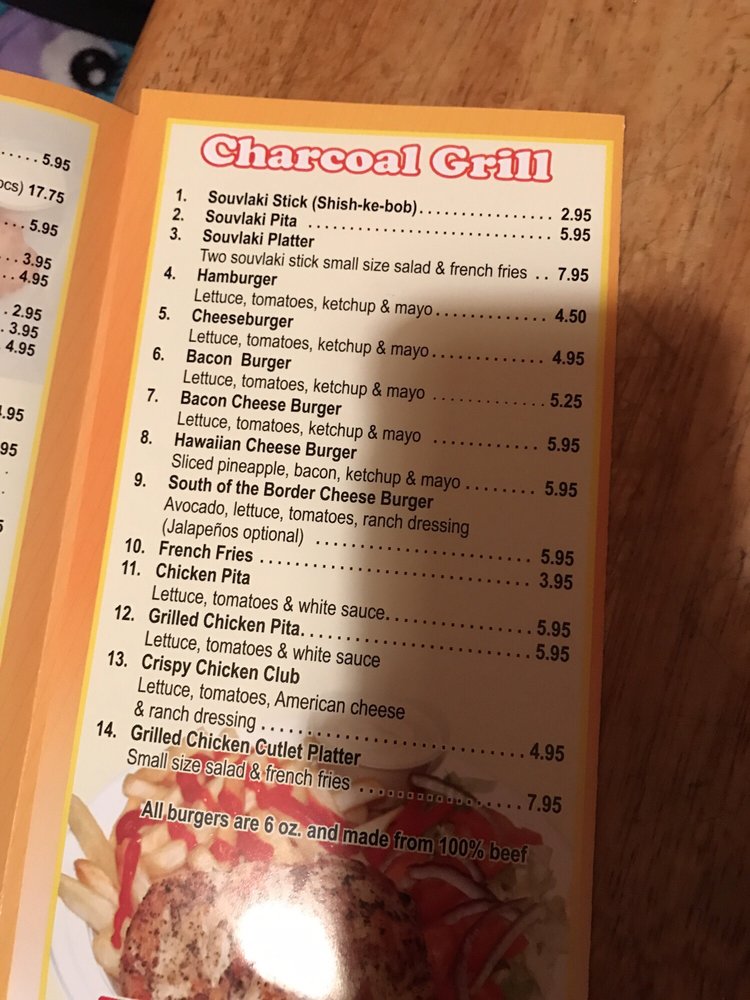 ..... 5.95
ocs) 17.75
... 5.95
... 3.95
.. 4.95
. 2.95
. 3.95
. 4.95
.95
95
Charcoal Grill
1. Souvlaki Stick (Shish-ke-bob)................ 2.95
2. Souvlaki Pita ............................. 5.95
3. Souvlaki Platter
Two souvlaki stick small size salad & french fries .. 7.95
4. Hamburger
Lettuce, tomatoes, ketchup & mayo............. 4.50
5. Cheeseburger
Lettuce, tomatoes, ketchup & mayo............. 4.95
6. Bacon Burger
Lettuce, tomatoes, ketchup & mayo ............. 5.25
7. Bacon Cheese Burger
Lettuce, tomatoes, ketchup & mayo ............. 5.95
8. Hawaiian Cheese Burger
Sliced pineapple, bacon, ketchup & mayo ........ 5.95
9. South of the Border Cheese Burger
Avocado, lettuce, tomatoes, ranch dressing
(Jalapeños optional) .......................... 5.95
10. French Fries ................................ 3.95
11. Chicken Pita
Lettuce, tomatoes & white sauce................. 5.95
12. Grilled Chicken Pita........................... 5.95
Lettuce, tomatoes & white sauce
13. Crispy Chicken Club
Lettuce, tomatoes, American cheese
& ranch dressing ............................... 4.95
14. Grilled Chicken Cutlet Platter
Small size salad & french fries ................... 7.95
All burgers are 6 oz. and made from 100% beef